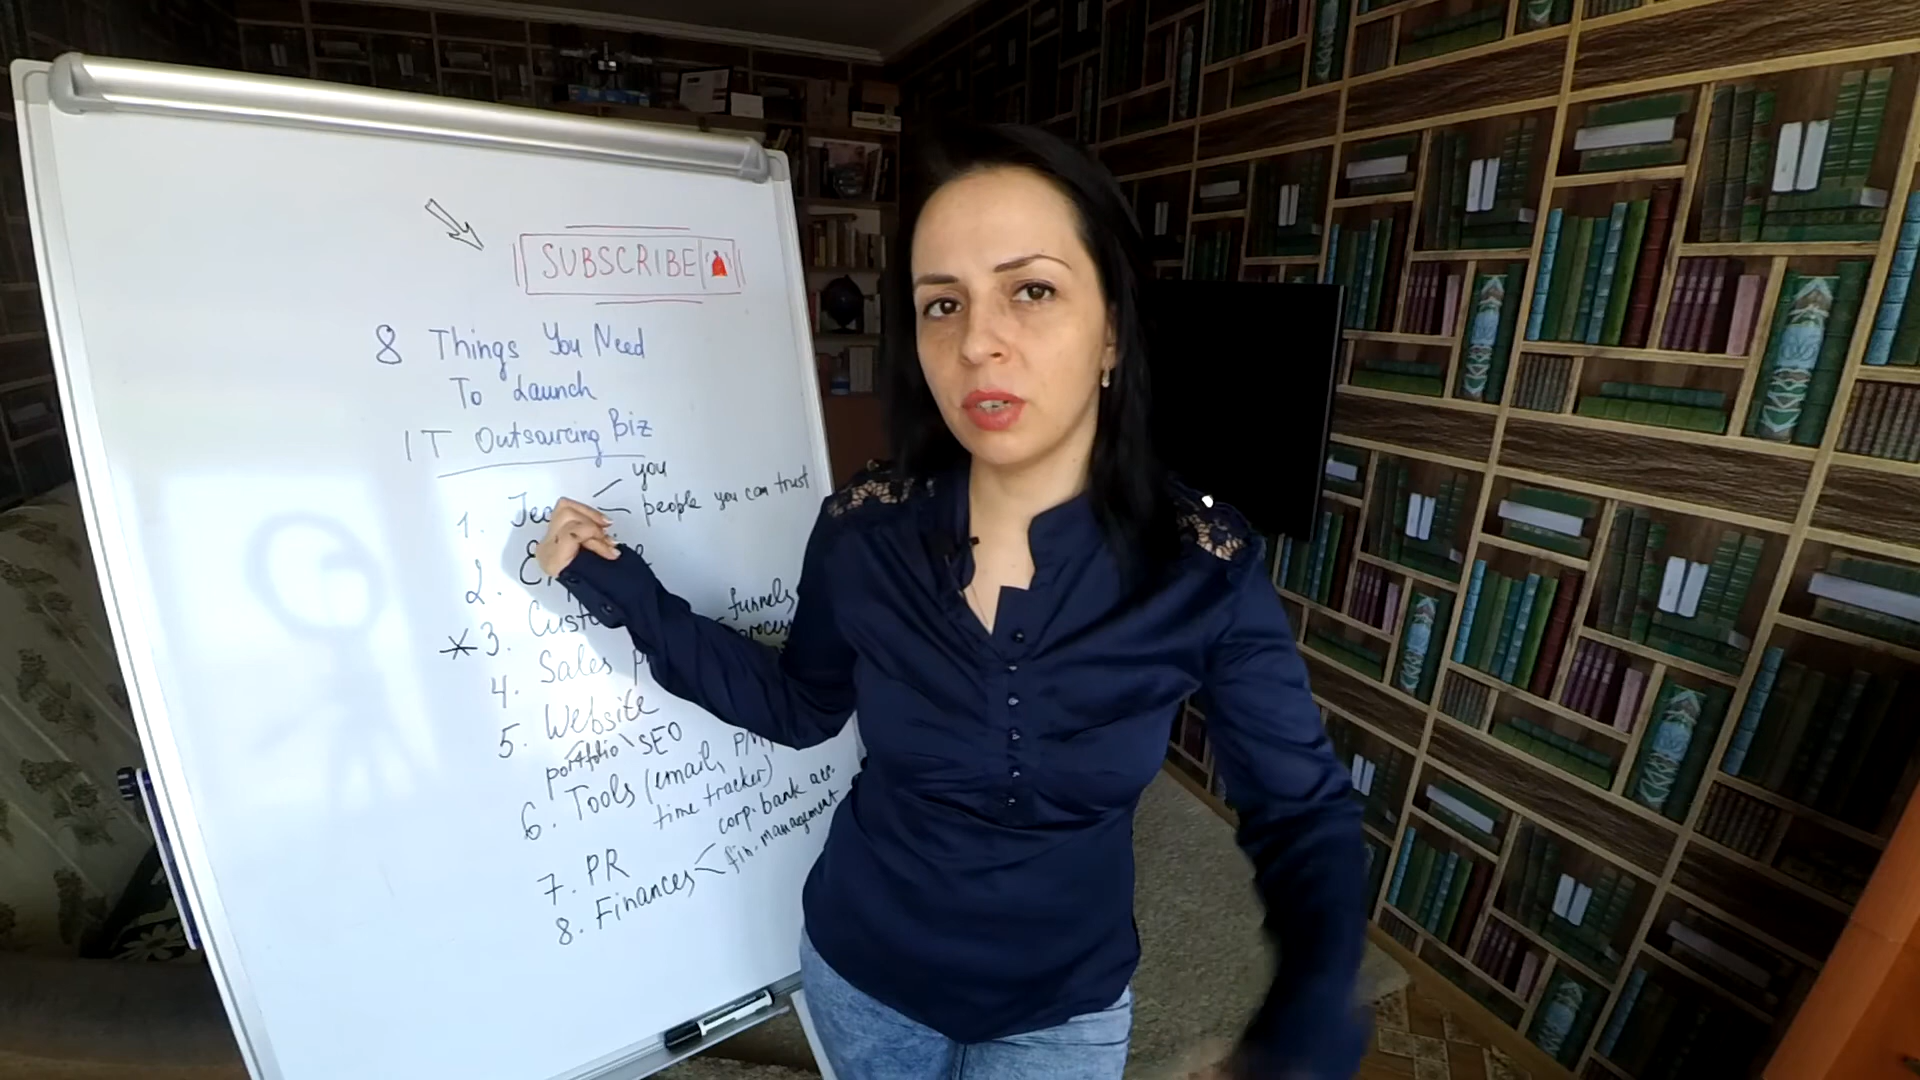 SUBSCRIBE
8 Things You Need
To Launch
IT Outsourcing Biz
you
people you can trust
1.
2.
funnels
* 3.
4. Sales
5. Website
portfolio \ SEO
6. Tools (email, PM,
time tracker)
corp. bank acc.
7. PR
fin. management
8. Finances